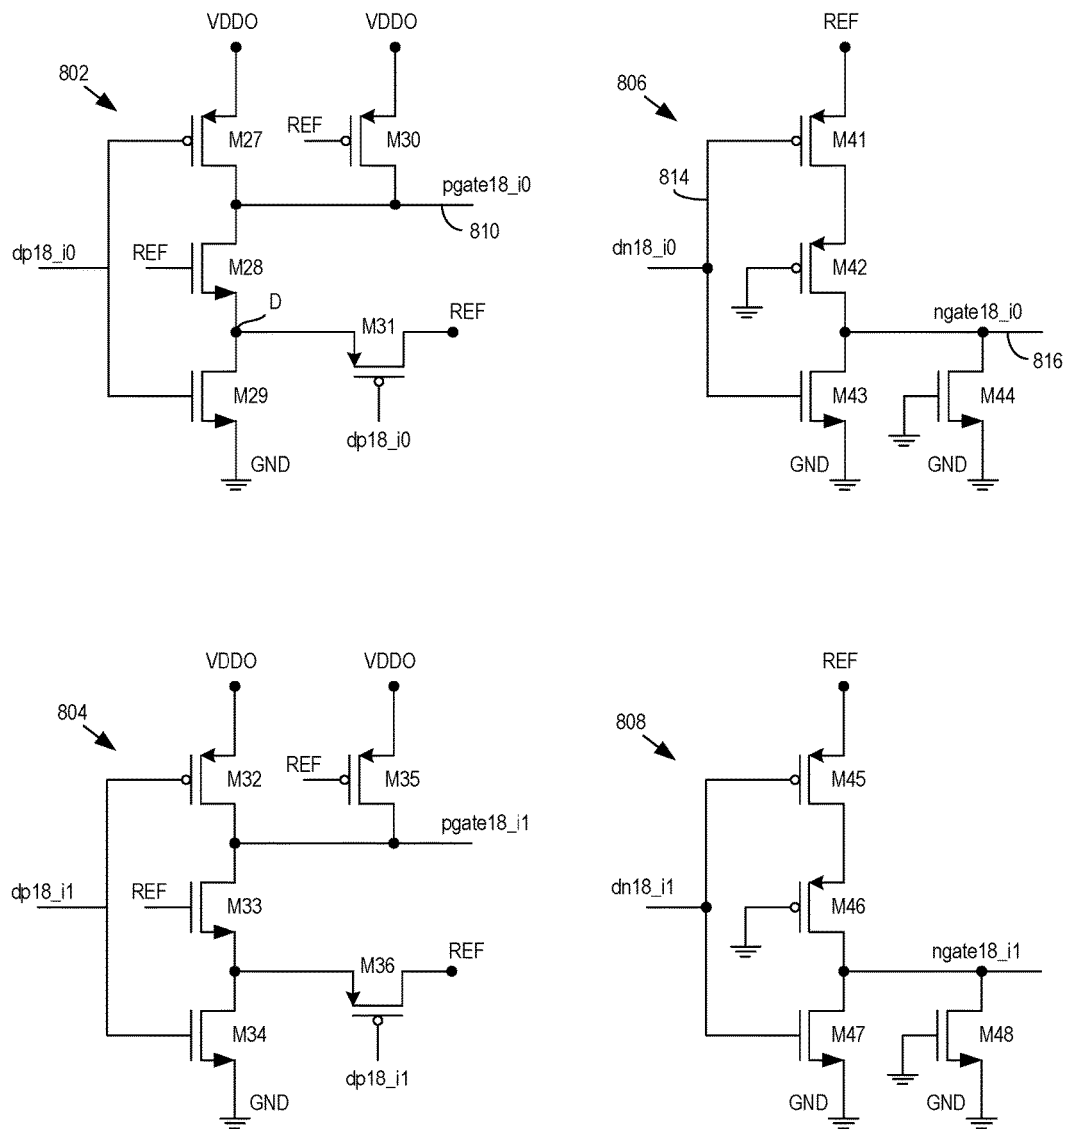 VDDO
VDDO
REF
802
806
REF
M27
M30
M41
814
pgate18_i0
810
dp18_i0
REF
M28
dn18_i0
M42
D
M31
REF
ngate18_i0
816
M29
M43
M44
dp18_i0
GND
GND
GND
VDDO
VDDO
REF
804
808
REF
M32
M35
M45
pgate18_i1
dp18_i1
REF
M33
dn18_i1
M46
M36
REF
ngate18_i1
M34
M47
M48
dp18_i1
GND
GND
GND